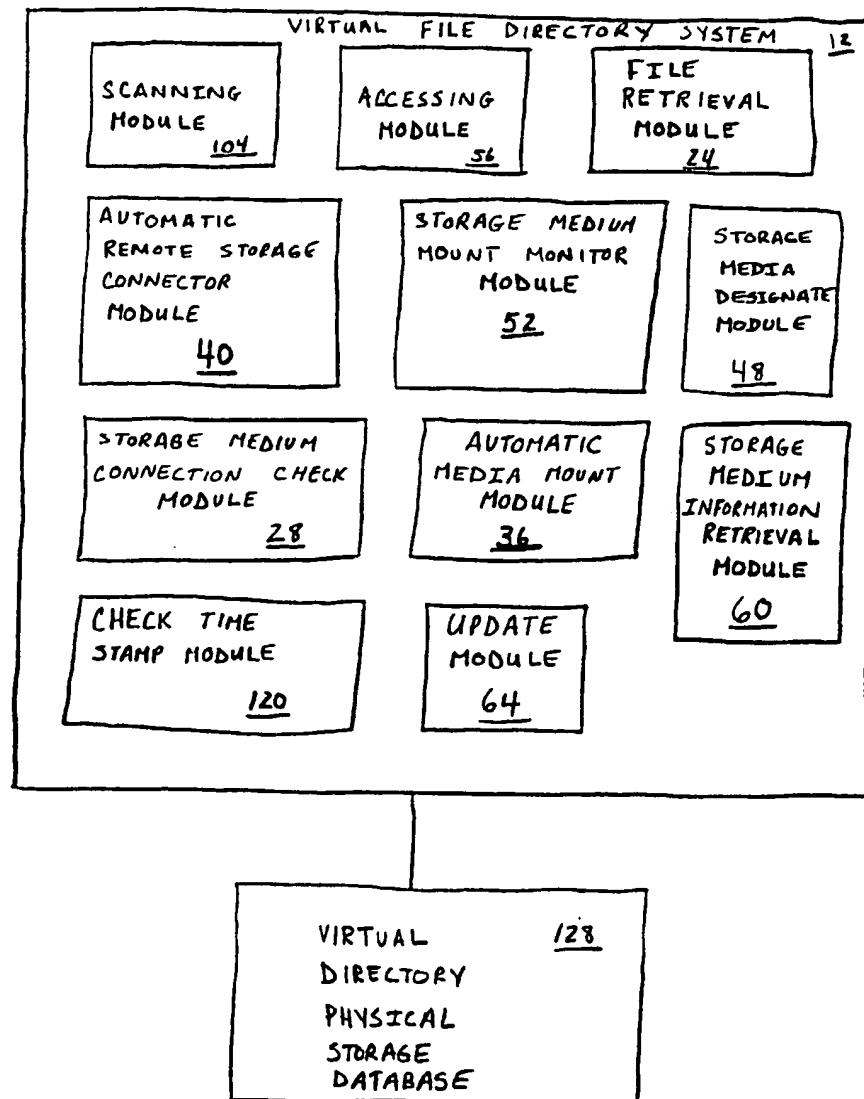 VIRTUAL FILE DIRECTORY SYSTEM 12
SCANNING
MODULE
104
ACCESSING
MODULE
56
FILE
RETRIEVAL
MODULE
24
AUTOMATIC
REMOTE STORAGE
CONNECTOR
MODULE
40
STORAGE MEDIUM
MOUNT MONITOR
MODULE
52
STORAGE
MEDIA
DESIGNATE
MODULE
48
STORABE MEDIUM
CONNECTION CHECK
MODULE
28
AUTOMATIC
MEDIA MOUNT
MODULE
36
STORAGE
MEDIUM
INFORMATION
RETRIEVAL
MODULE
60
CHECK TIME
STAMP MODULE
120
UPDATE
MODULE
64
VIRTUAL 128
DIRECTORY
PHYSICAL
STORAGE
DATABASE